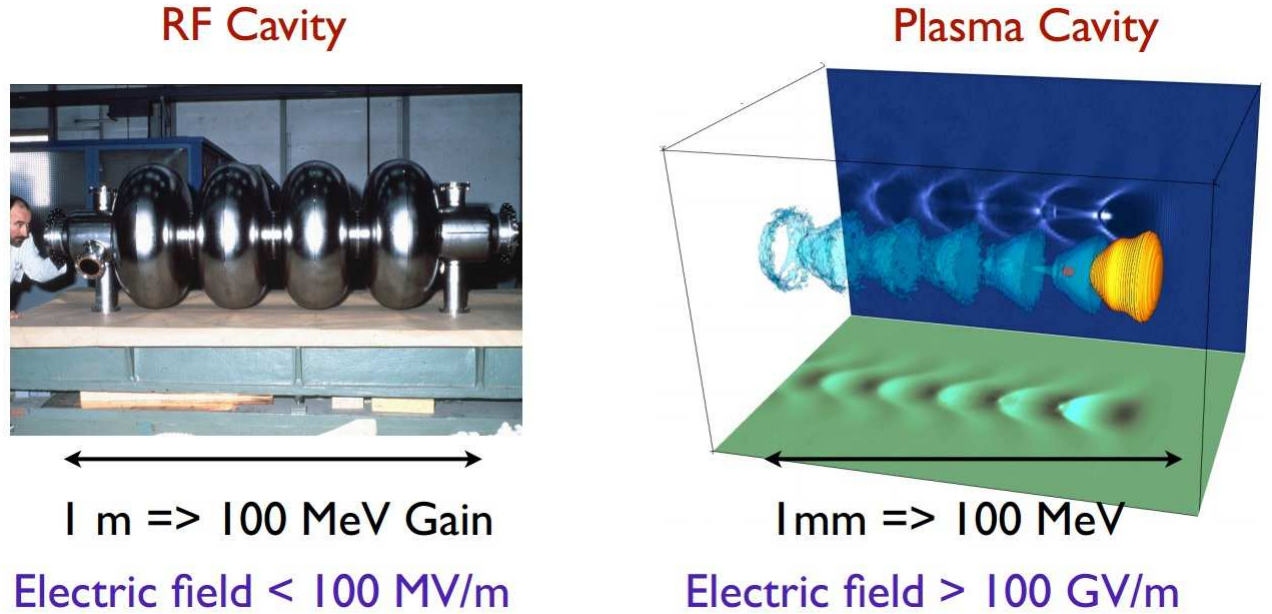 RF Cavity
Plasma Cavity
1 m => 100 MeV Gain
1mm => 100 MeV
Electric field < 100 MV/m
Electric field > 100 GV/m